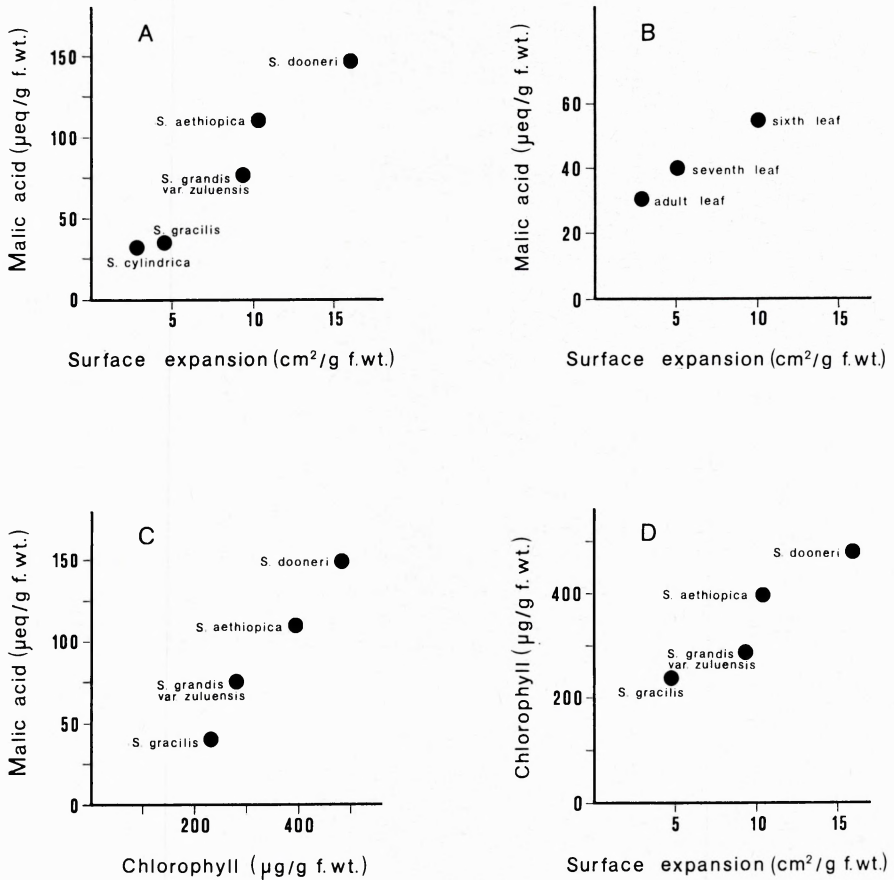 A
Malic acid (µeq/g f.wt.)
150
100
50
0
S. dooneri
S. aethiopica
S. grandis
var. zuluensis
S. gracilis
S. cylindrica
5 10 15
Surface expansion (cm²/g f.wt.)
B
Malic acid (µeq/g f.wt.)
60
40
20
0
sixth leaf
seventh leaf
adult leaf
5 10 15
Surface expansion (cm²/g f.wt.)
C
Malic acid (µeq/g f.wt.)
150
100
50
0
S. dooneri
S. aethiopica
S. grandis
var. zuluensis
S. gracilis
200 400
Chlorophyll (µg/g f.wt.)
D
Chlorophyll (µg/g f.wt.)
400
200
0
S. dooneri
S. aethiopica
S. grandis
var. zuluensis
S. gracilis
5 10 15
Surface expansion (cm²/g f.wt.)